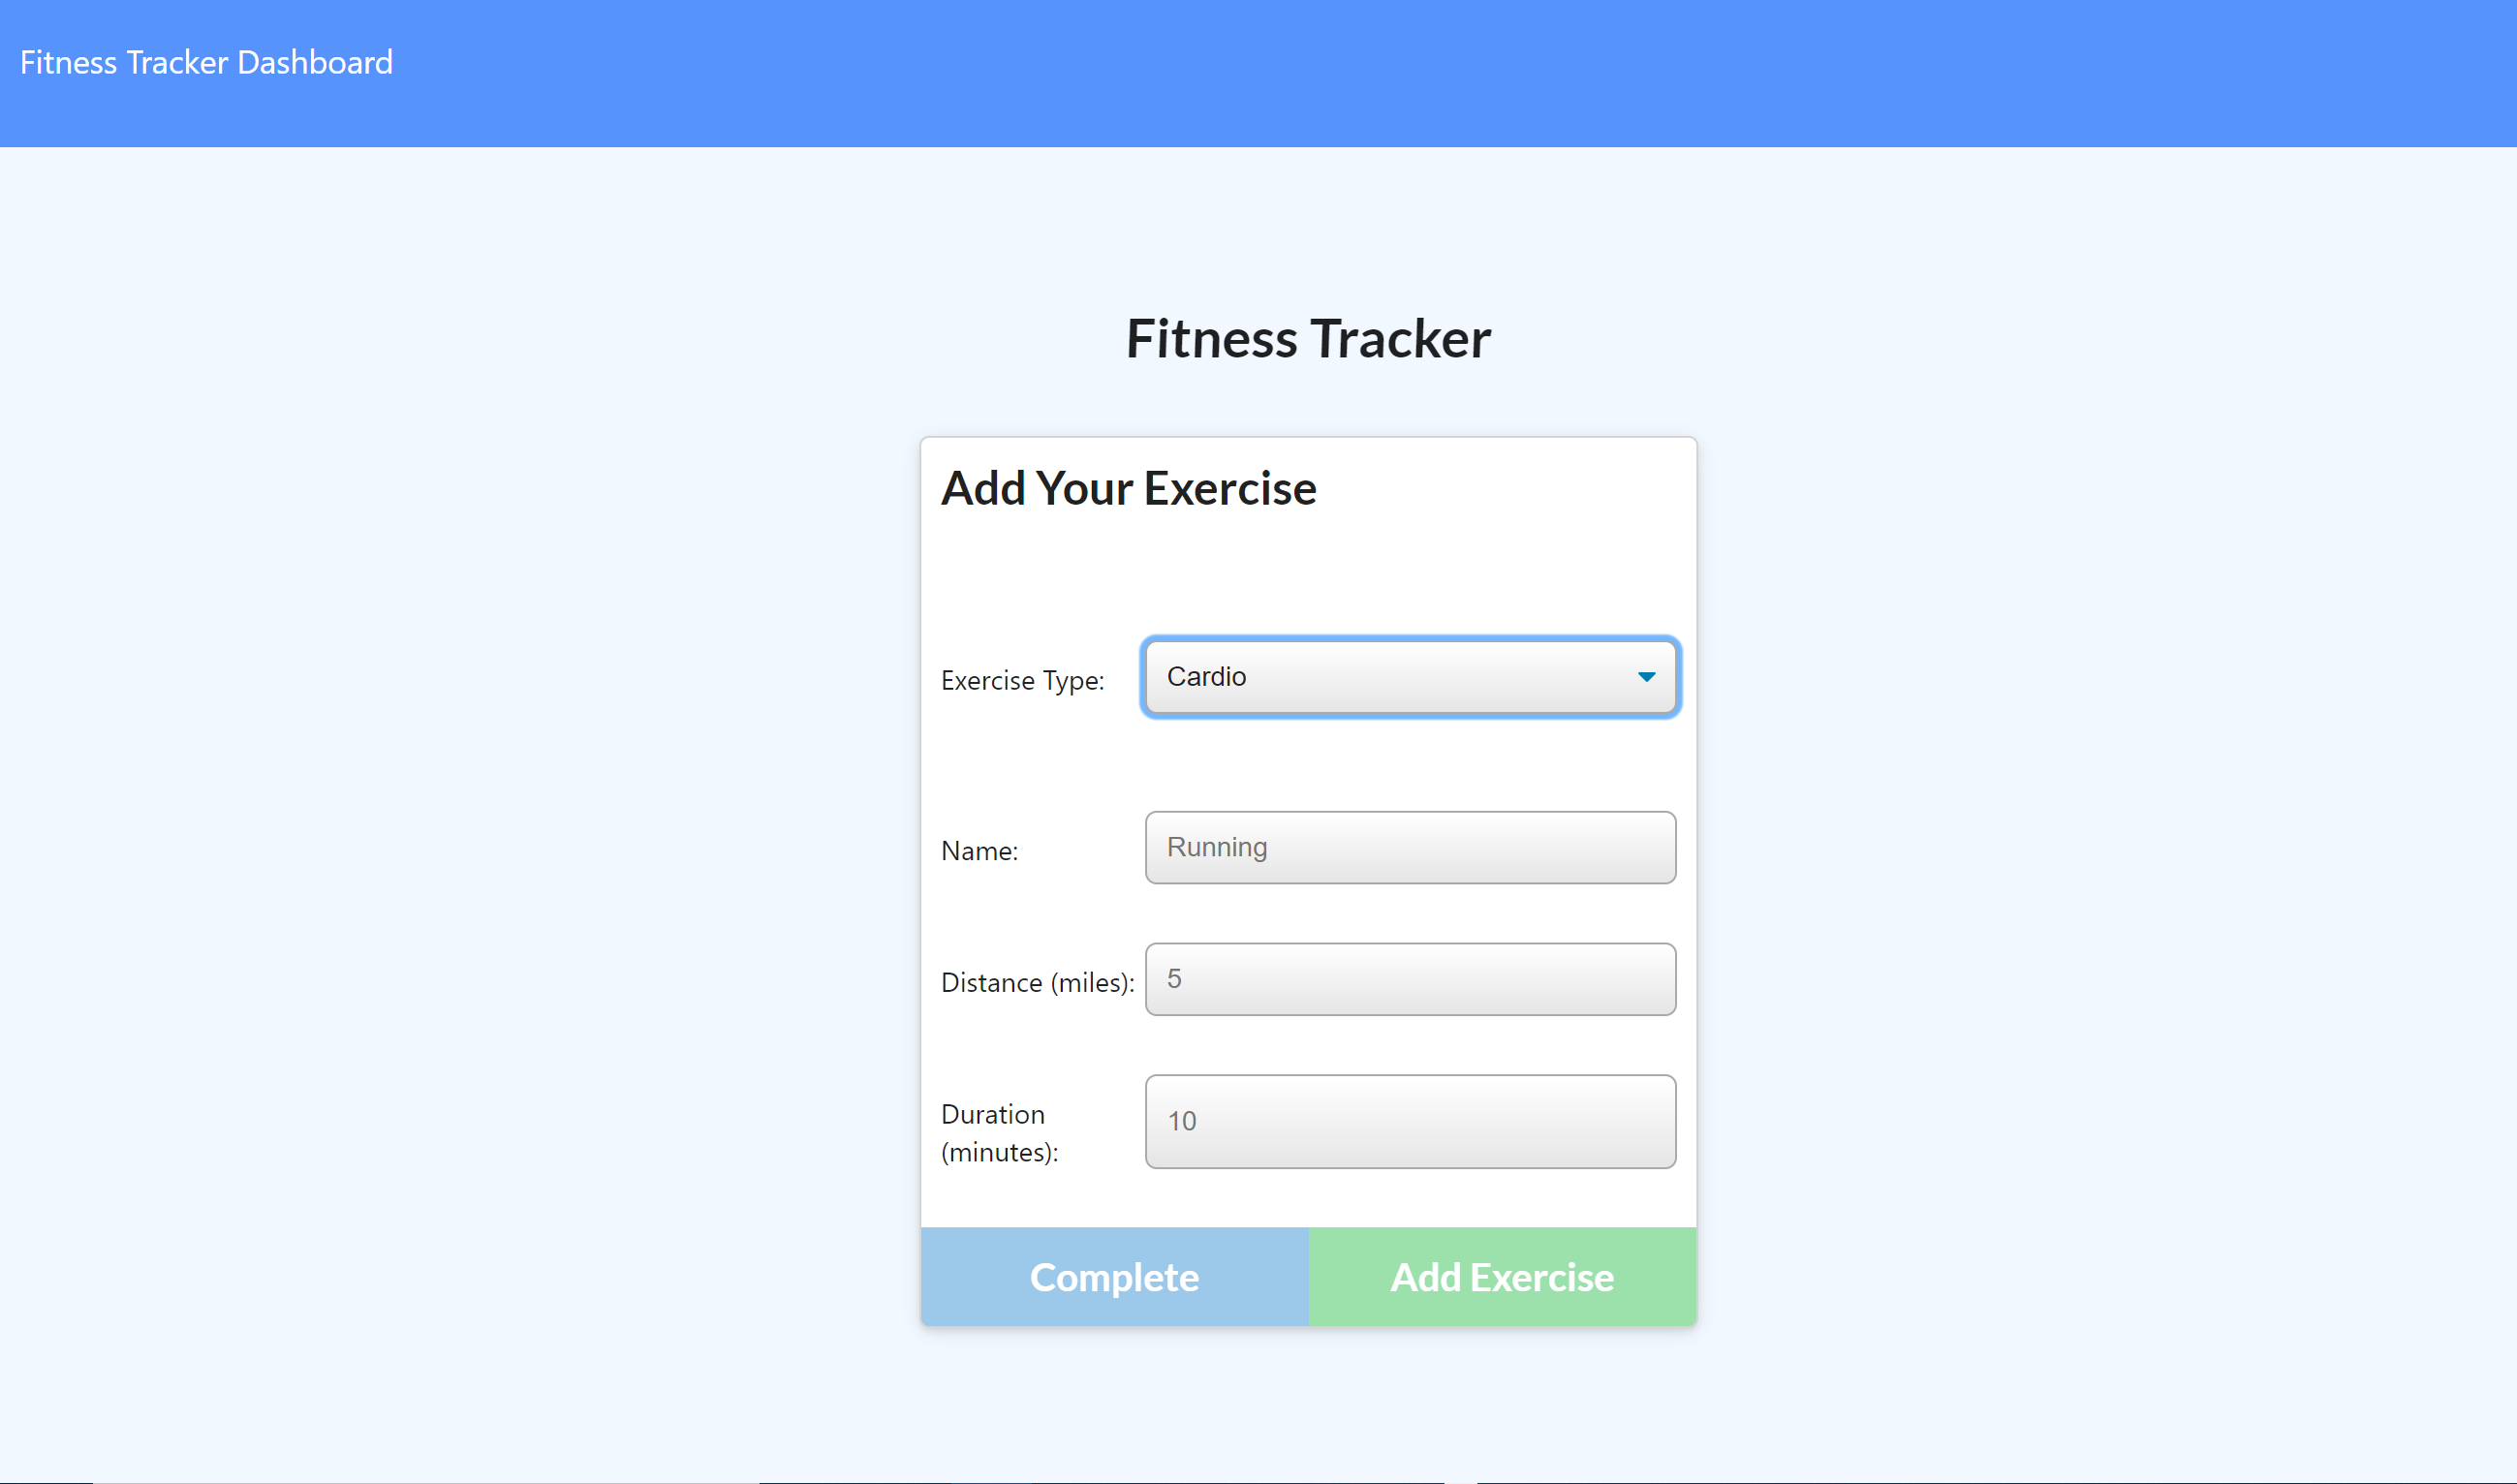 Fitness Tracker Dashboard
Fitness Tracker
Add Your Exercise
Exercise Type: Cardio
Name: Running
Distance (miles): 5
Duration
(minutes): 10
Complete Add Exercise